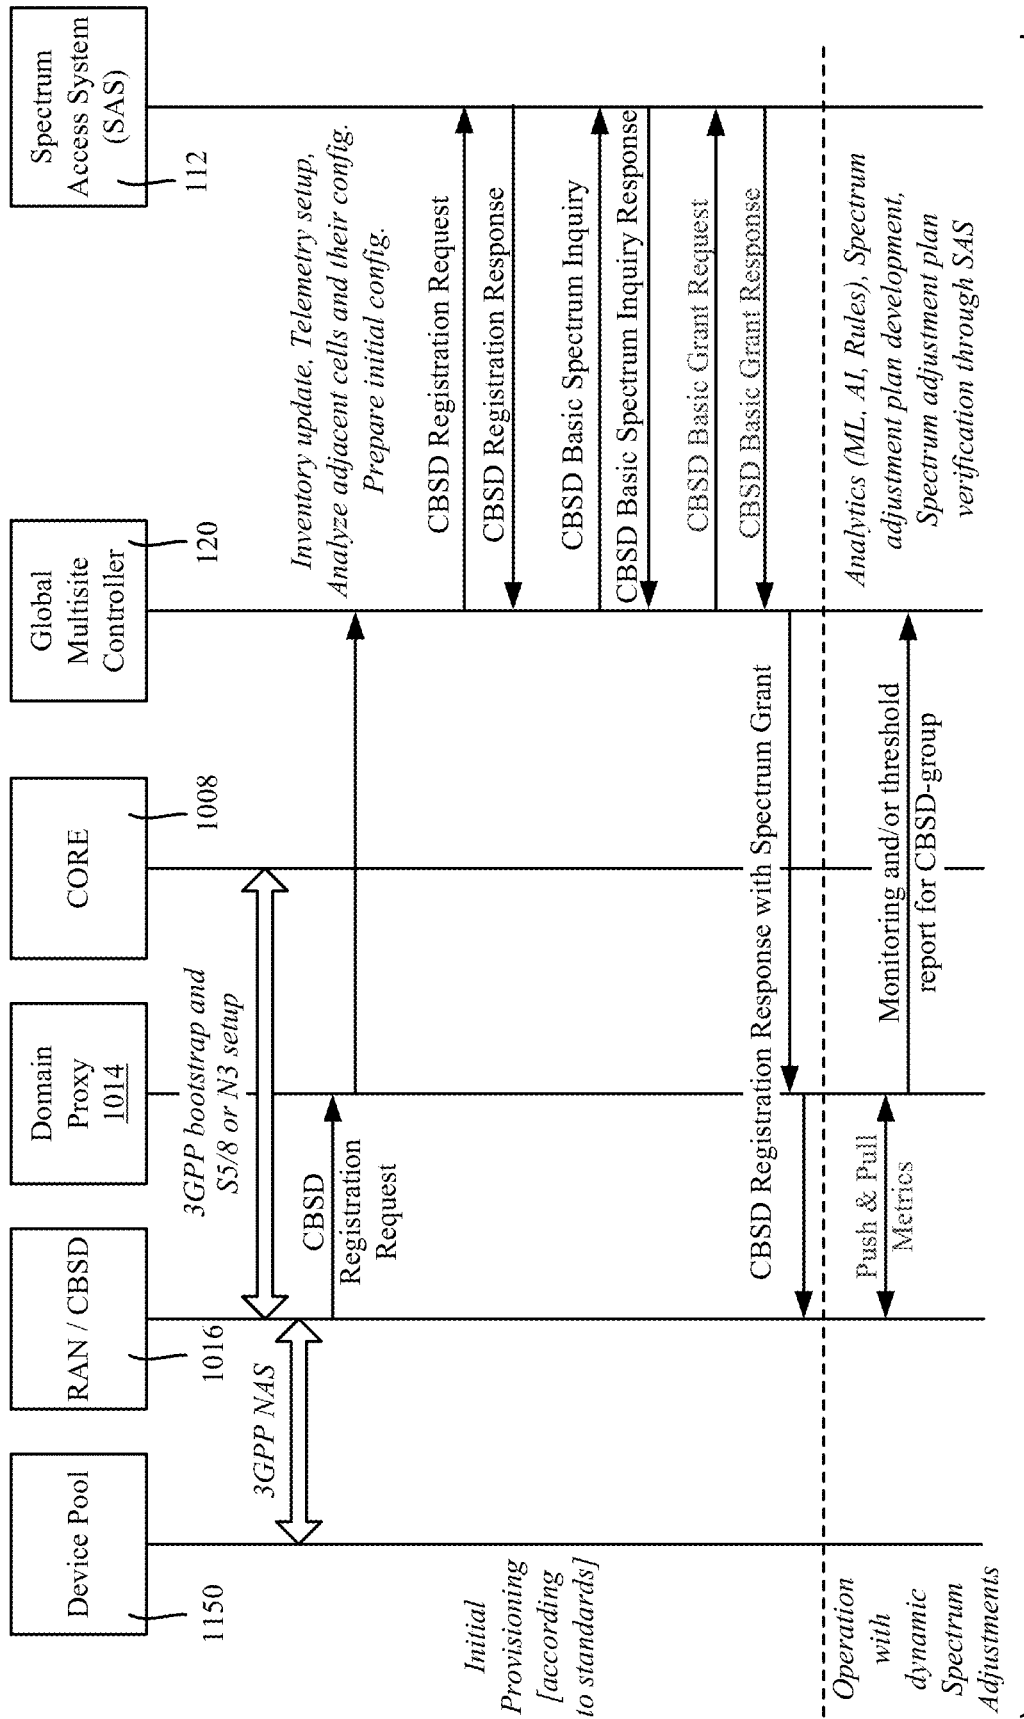 Device Pool
1150
RAN / CBSD
1016
Domain
Proxy
1014
CORE
1008
Global
Multisite
Controller
120
Spectrum
Access System
(SAS)
112
3GPP bootstrap and
S5/8 or N3 setup
3GPP NAS
Inventory update, Telemetry setup,
Analyze adjacent cells and their config.
Prepare initial config.
CBSD
Registration
Request
CBSD Registration Request
CBSD Registration Response
Initial
Provisioning
[according
to standards]
CBSD Basic Spectrum Inquiry
CBSD Basic Spectrum Inquiry Response
CBSD Basic Grant Request
CBSD Basic Grant Response
CBSD Registration Response with Spectrum Grant
Operation
with
dynamic
Spectrum
Adjustments
Push & Pull
Metrics
Monitoring and/or threshold
report for CBSD-group
Analytics (ML, AI, Rules), Spectrum
adjustment plan development,
Spectrum adjustment plan
verification through SAS